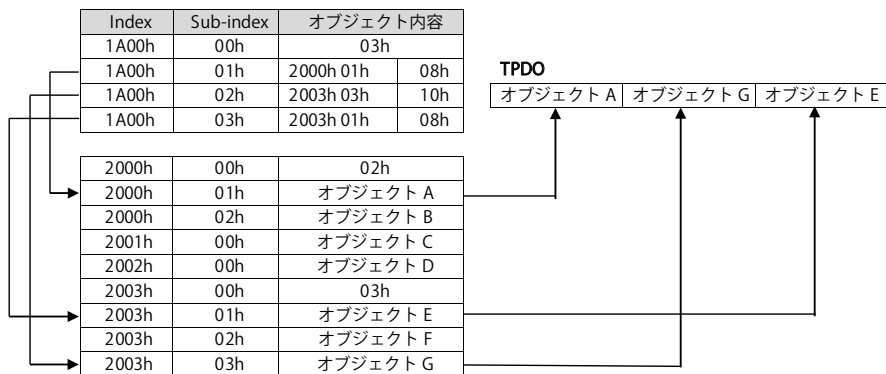 Index Sub-index オブジェクト内容
1A00h 00h 03h
1A00h 01h 2000h 01h 08h
1A00h 02h 2003h 03h 10h
1A00h 03h 2003h 01h 08h
TPDO
オブジェクト A オブジェクト G オブジェクト E
2000h 00h 02h
2000h 01h オブジェクト A
2000h 02h オブジェクト B
2001h 00h オブジェクト C
2002h 00h オブジェクト D
2003h 00h 03h
2003h 01h オブジェクト E
2003h 02h オブジェクト F
2003h 03h オブジェクト G